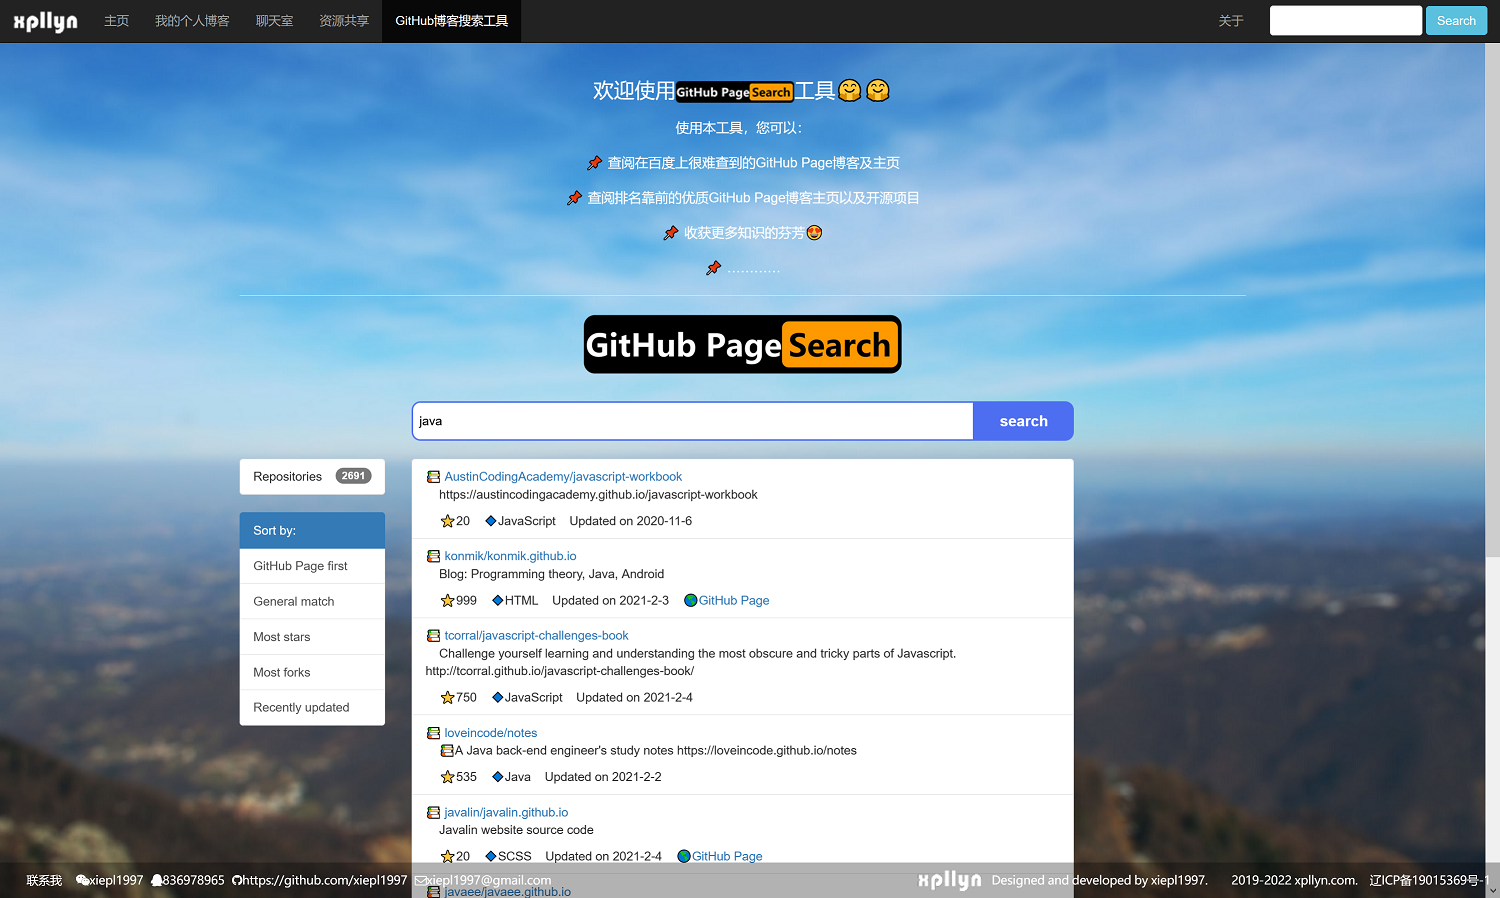 xpllyn 主页 我的个人博客 聊天室 资源共享 GitHub博客搜索工具 关于 Search
欢迎使用GitHub Page Search工具🤗🤗
使用本工具，您可以：
📌 查阅在百度上很难查到的GitHub Page博客及主页
📌 查阅排名靠前的优质GitHub Page博客主页以及开源项目
📌 收获更多知识的芬芳😍
📌 …………
GitHub Page Search
java search
Repositories 2691
Sort by:
GitHub Page first
General match
Most stars
Most forks
Recently updated
AustinCodingAcademy/javascript-workbook
https://austincodingacademy.github.io/javascript-workbook
⭐20 🔹JavaScript Updated on 2020-11-6
konmik/konmik.github.io
Blog: Programming theory, Java, Android
⭐999 🔹HTML Updated on 2021-2-3 🌎GitHub Page
tcorral/javascript-challenges-book
Challenge yourself learning and understanding the most obscure and tricky parts of Javascript.
http://tcorral.github.io/javascript-challenges-book/
⭐750 🔹JavaScript Updated on 2021-2-4
loveincode/notes
📚A Java back-end engineer's study notes https://loveincode.github.io/notes
⭐535 🔹Java Updated on 2021-2-2
javalin/javalin.github.io
Javalin website source code
⭐20 🔹SCSS Updated on 2021-2-4 🌎GitHub Page
javaee/javaee.github.io
联系我 xiepl1997 836978965 https://github.com/xiepl1997 xiepl1997@gmail.com xpllyn Designed and developed by xiepl1997. 2019-2022 xpllyn.com. 辽ICP备19015369号-1